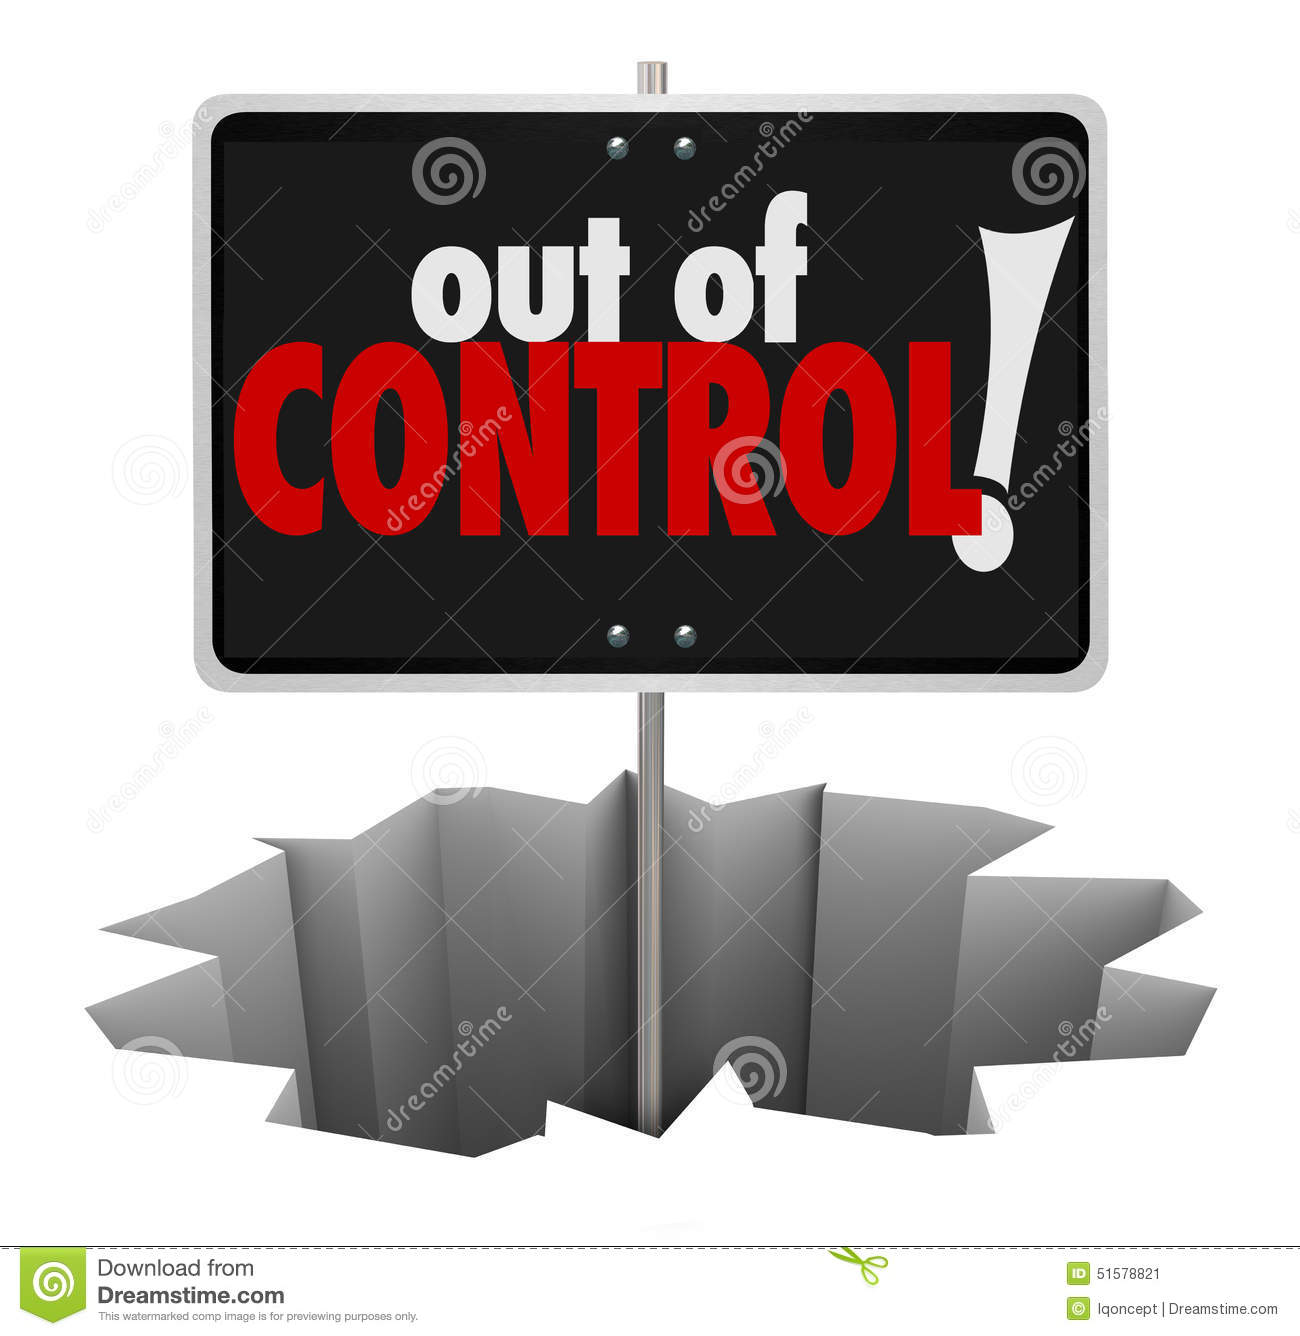 out of
CONTROL!
dreamstime
Download from
Dreamstime.com
This watermarked comp image is for previewing purposes only.
ID 51578821
© Iqoncept | Dreamstime.com